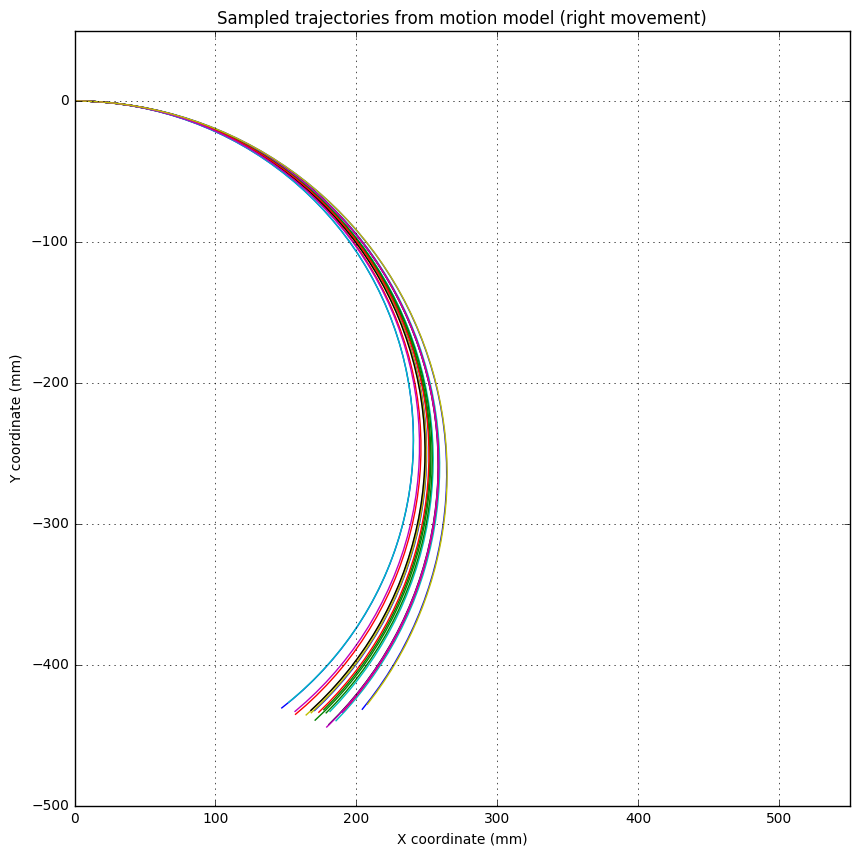 Sampled trajectories from motion model (right movement)
0
−100
−200
−300
−400
−500
Y coordinate (mm)
0 100 200 300 400 500
X coordinate (mm)